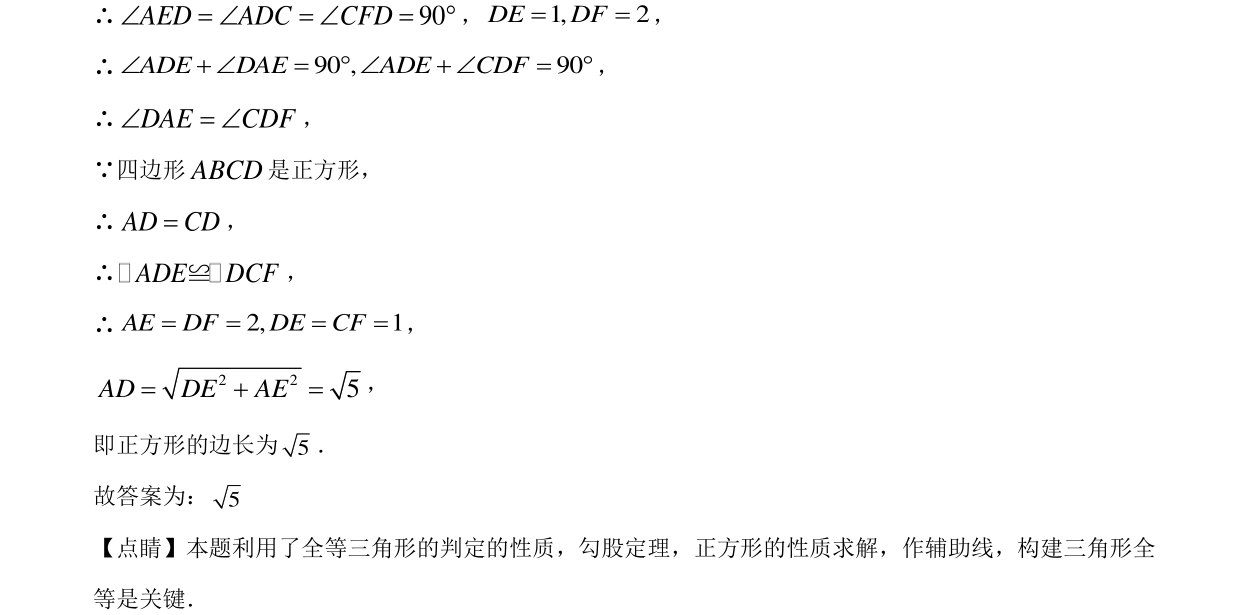 ∴ ∠AED = ∠ADC = ∠CFD = 90°，DE = 1, DF = 2，
∴ ∠ADE + ∠DAE = 90°, ∠ADE + ∠CDF = 90°，
∴ ∠DAE = ∠CDF，
∵四边形 ABCD 是正方形，
∴ AD = CD，
∴□ ADE≌□ DCF，
∴ AE = DF = 2, DE = CF = 1，
AD = √(DE² + AE²) = √5，
即正方形的边长为√5．
故答案为：√5
【点睛】本题利用了全等三角形的判定的性质，勾股定理，正方形的性质求解，作辅助线，构建三角形全
等是关键．